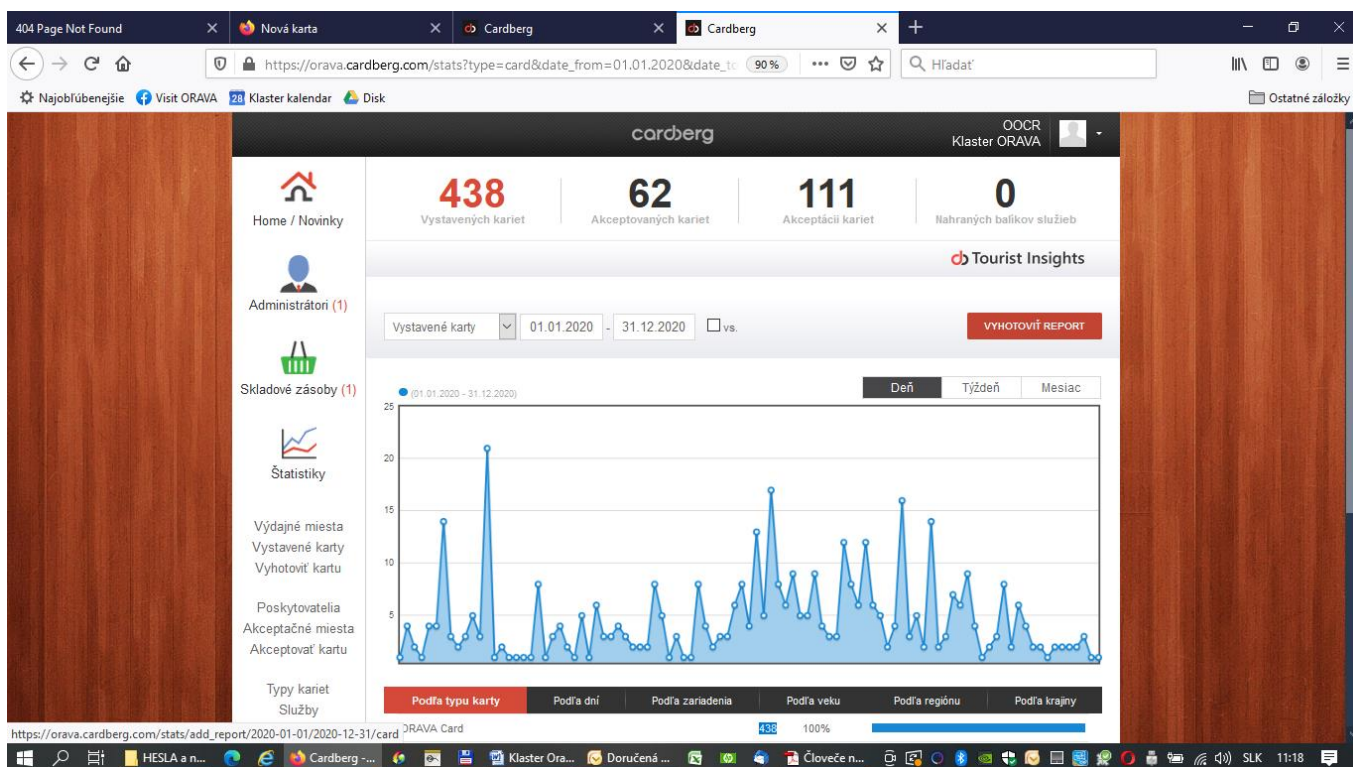 404 Page Not Found
Nová karta
Cardberg
Cardberg
https://orava.cardberg.com/stats?type=card&date_from=01.01.2020&date_to
90 %
Hľadať
Najobľúbenejšie
Visit ORAVA
28 Klaster kalendar
Disk
Ostatné záložky
cardberg
OOCR
Klaster ORAVA
438
Vystavených kariet
62
Akceptovaných kariet
111
Akceptácii kariet
0
Nahraných balíkov služieb
cb Tourist Insights
Home / Novinky
Administrátori (1)
Skladové zásoby (1)
Štatistiky
Výdajné miesta
Vystavené karty
Vyhotoviť kartu
Poskytovatelia
Akceptačné miesta
Akceptovať kartu
Typy kariet
Služby
Vystavené karty
01.01.2020 - 31.12.2020
vs.
VYHOTOVIŤ REPORT
(01.01.2020 - 31.12.2020)
Deň
Týždeň
Mesiac
25
20
15
10
5
Podľa typu karty
Podľa dní
Podľa zariadenia
Podľa veku
Podľa regiónu
Podľa krajiny
ORAVA Card
438
100%
https://orava.cardberg.com/stats/add_report/2020-01-01/2020-12-31/card
HESLA a n...
Cardberg -...
Klaster Ora...
Doručená ...
Človeče n...
SLK
11:18